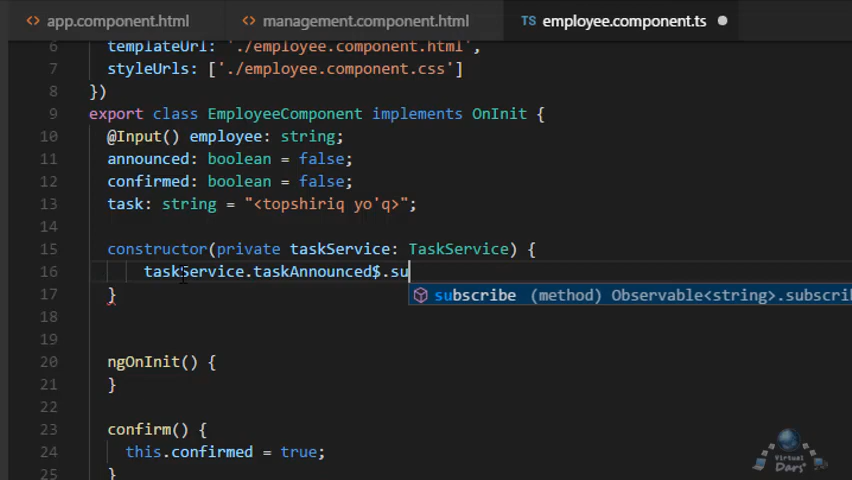 app.component.html management.component.html TS employee.component.ts
6 templateUrl: './employee.component.html',
7 styleUrls: ['./employee.component.css']
8 })
9 export class EmployeeComponent implements OnInit {
10 @Input() employee: string;
11 announced: boolean = false;
12 confirmed: boolean = false;
13 task: string = "<topshiriq yo'q>";
14
15 constructor(private taskService: TaskService) {
16 taskService.taskAnnounced$.su
17 } subscribe (method) Observable<string>.subscrib
18
19
20 ngOnInit() {
21 }
22
23 confirm() {
24 this.confirmed = true;
25 }
Virtual
Dars